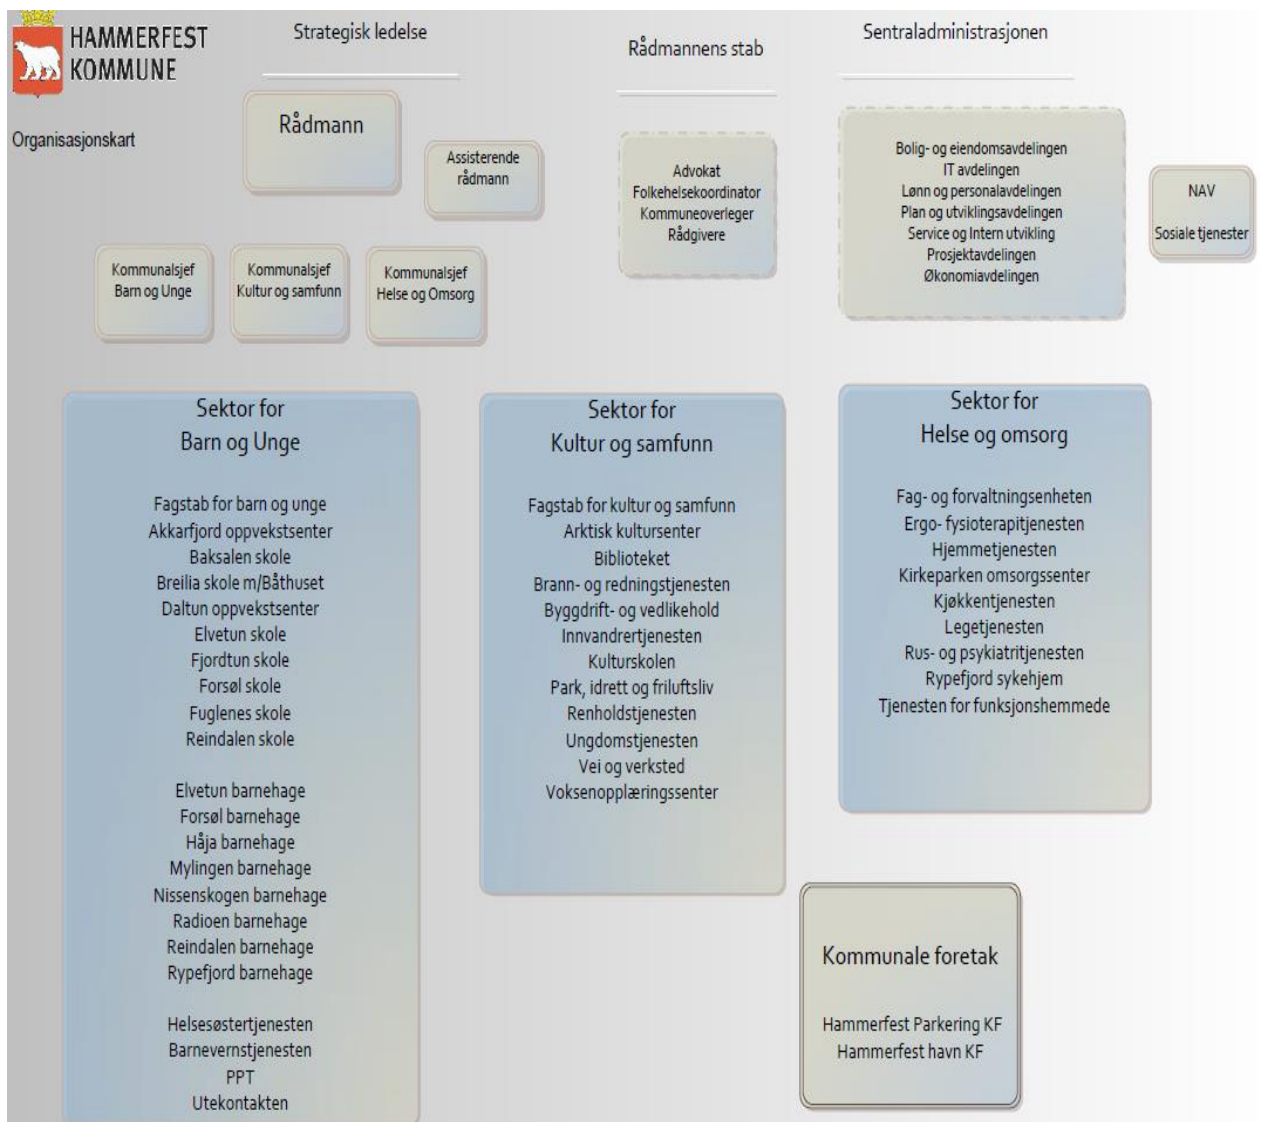 HAMMERFEST
KOMMUNE
Organisasjonskart
Strategisk ledelse
Rådmann
Assisterende
rådmann
Kommunalsjef
Barn og Unge
Kommunalsjef
Kultur og samfunn
Kommunalsjef
Helse og Omsorg
Rådmannens stab
Advokat
Folkehelsekoordinator
Kommuneoverleger
Rådgivere
Sentraladministrasjonen
Bolig- og eiendomsavdelingen
IT avdelingen
Lønn og personalavdelingen
Plan og utviklingsavdelingen
Service og Intern utvikling
Prosjektavdelingen
Økonomiavdelingen
NAV
Sosiale tjenester
Sektor for
Barn og Unge
Fagstab for barn og unge
Akkarfjord oppvekstsenter
Baksalen skole
Breilia skole m/Båthuset
Daltun oppvekstsenter
Elvetun skole
Fjordtun skole
Forsøl skole
Fuglenes skole
Reindalen skole
Elvetun barnehage
Forsøl barnehage
Håja barnehage
Mylingen barnehage
Nissenskogen barnehage
Radioen barnehage
Reindalen barnehage
Rypefjord barnehage
Helsesøstertjenesten
Barnevernstjenesten
PPT
Utekontakten
Sektor for
Kultur og samfunn
Fagstab for kultur og samfunn
Arktisk kultursenter
Biblioteket
Brann- og redningstjenesten
Byggdrift- og vedlikehold
Innvandrertjenesten
Kulturskolen
Park, idrett og friluftsliv
Renholdstjenesten
Ungdomstjenesten
Vei og verksted
Voksenopplæringssenter
Sektor for
Helse og omsorg
Fag- og forvaltningsenheten
Ergo- fysioterapitjenesten
Hjemmetjenesten
Kirkeparken omsorgssenter
Kjøkkentjenesten
Legetjenesten
Rus- og psykiatritjenesten
Rypefjord sykehjem
Tjenesten for funksjonshemmede
Kommunale foretak
Hammerfest Parkering KF
Hammerfest havn KF